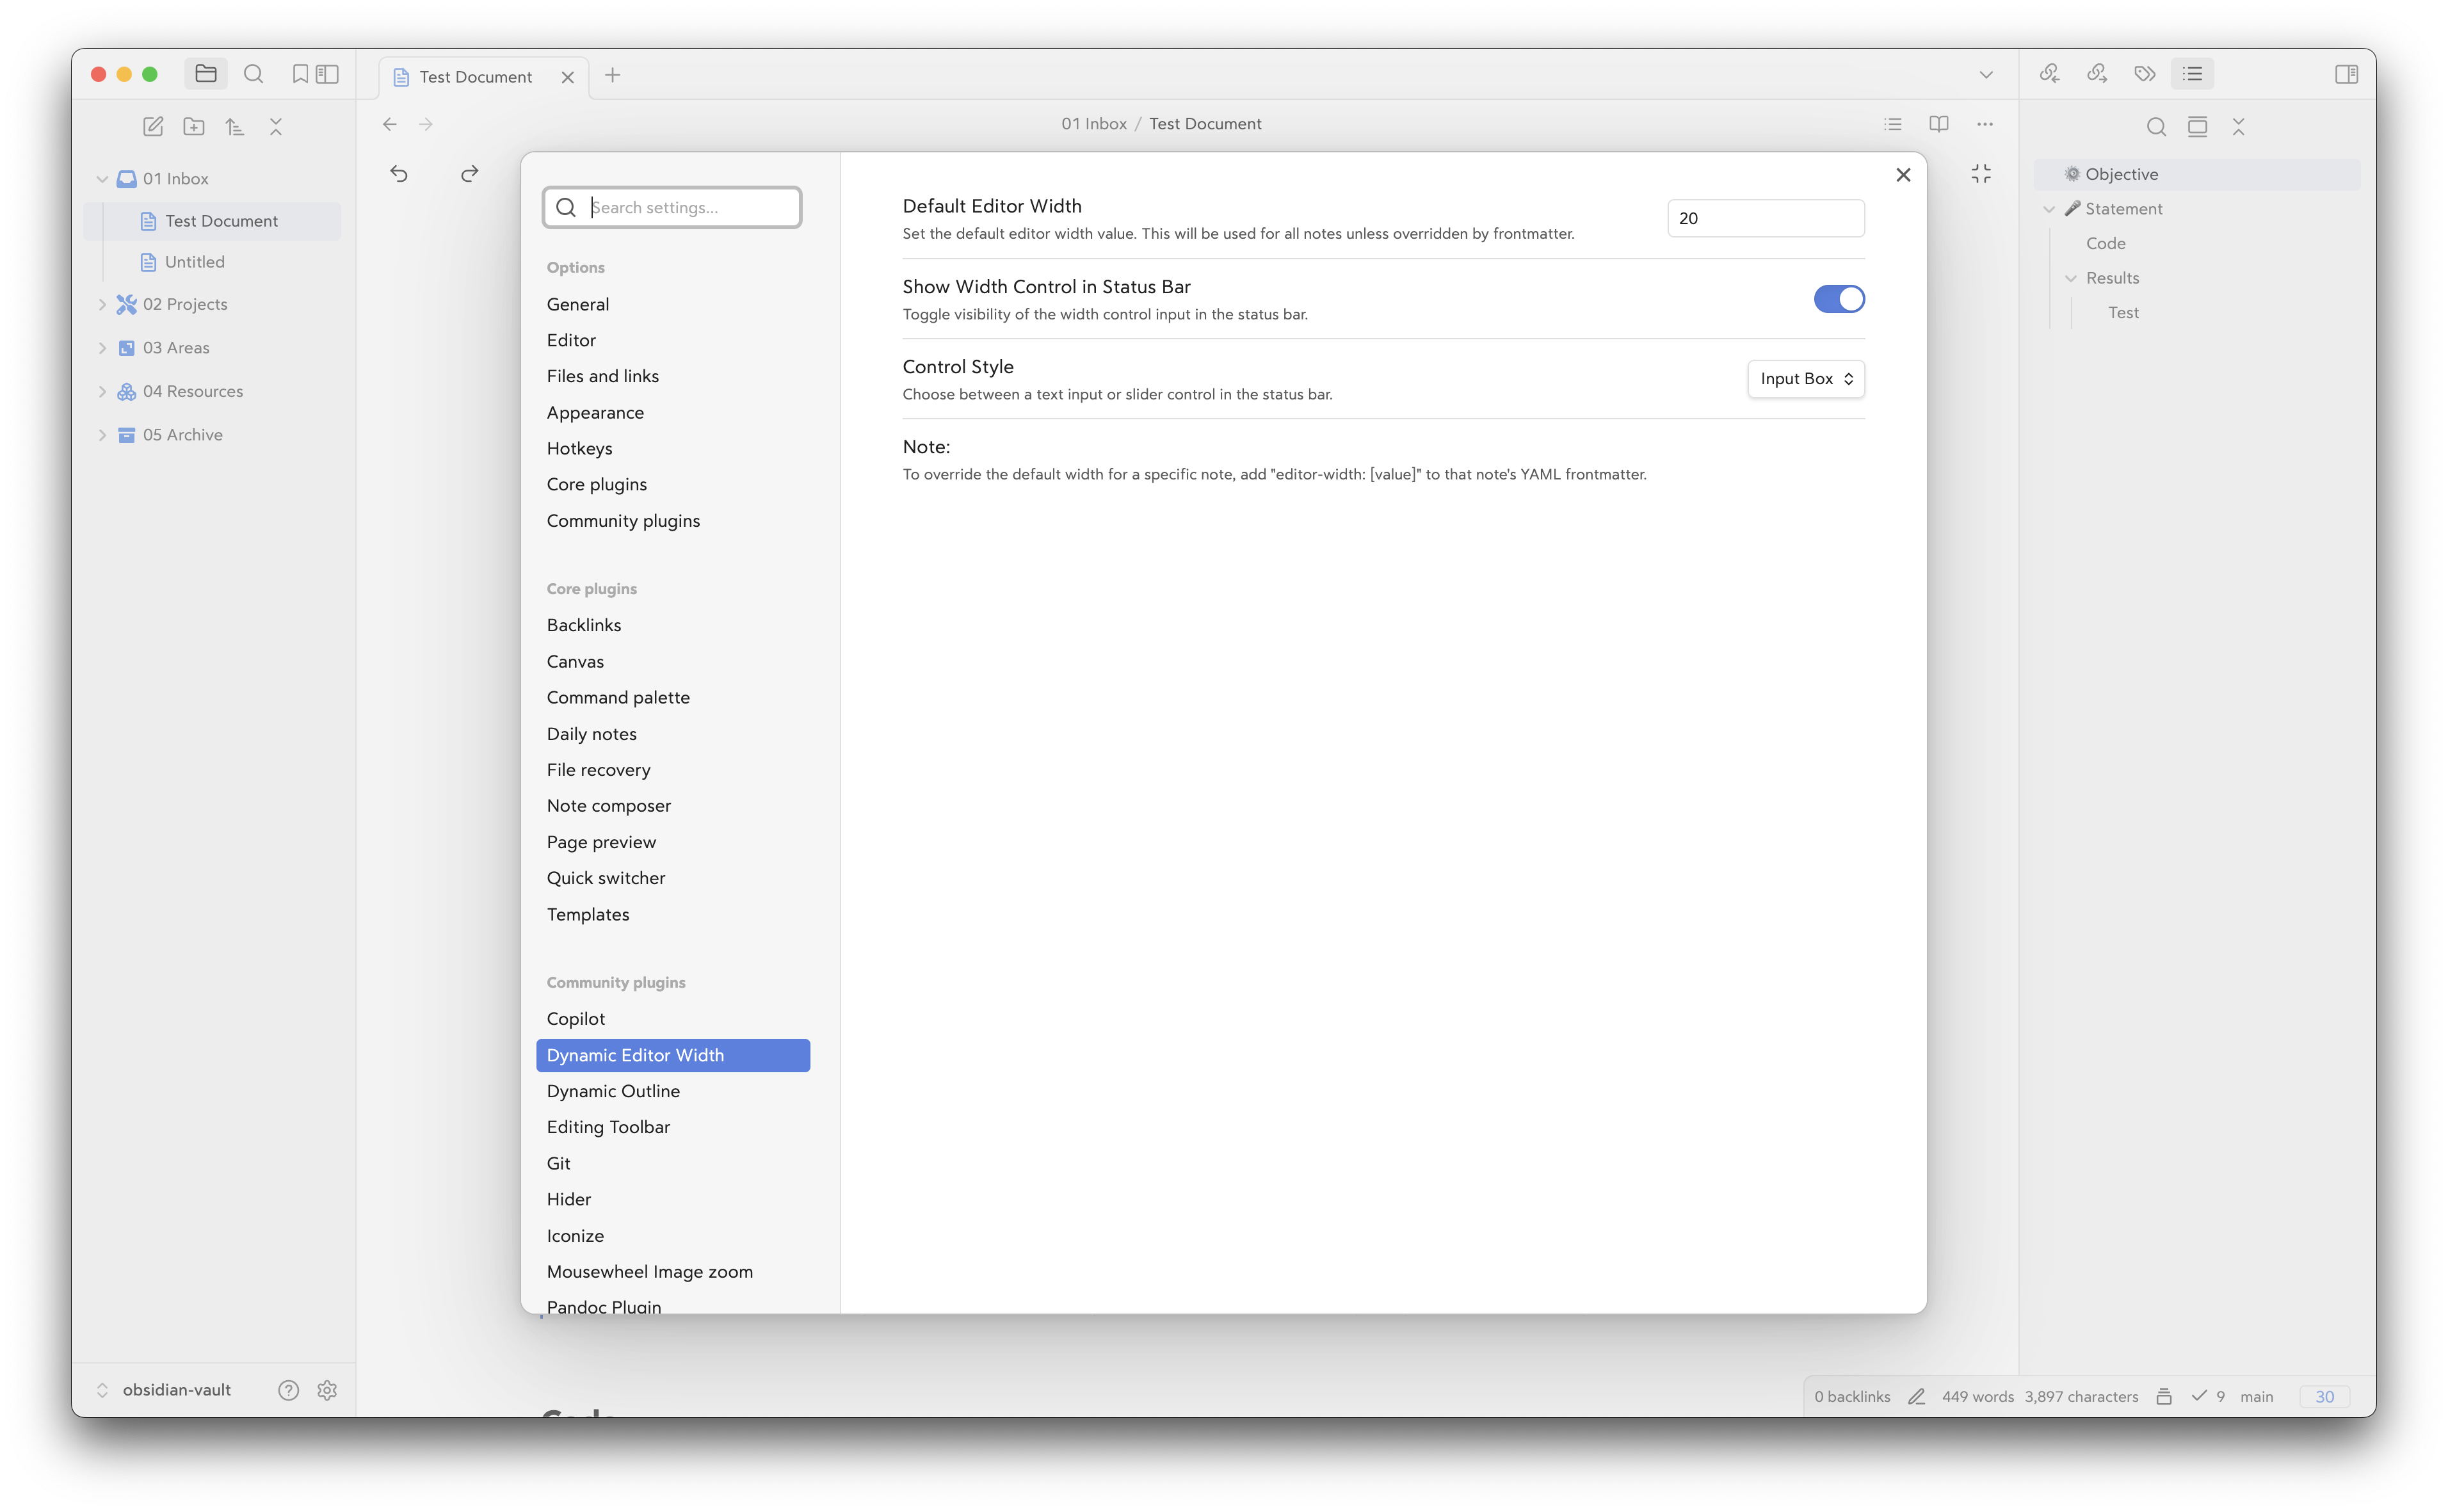 Test Document
01 Inbox / Test Document
01 Inbox
Test Document
Untitled
02 Projects
03 Areas
04 Resources
05 Archive
obsidian-vault
Search settings...
Options
General
Editor
Files and links
Appearance
Hotkeys
Core plugins
Community plugins
Core plugins
Backlinks
Canvas
Command palette
Daily notes
File recovery
Note composer
Page preview
Quick switcher
Templates
Community plugins
Copilot
Dynamic Editor Width
Dynamic Outline
Editing Toolbar
Git
Hider
Iconize
Mousewheel Image zoom
Pandoc Plugin
Default Editor Width
Set the default editor width value. This will be used for all notes unless overridden by frontmatter.
20
Show Width Control in Status Bar
Toggle visibility of the width control input in the status bar.
Control Style
Choose between a text input or slider control in the status bar.
Input Box
Note:
To override the default width for a specific note, add "editor-width: [value]" to that note's YAML frontmatter.
Code
Objective
Statement
Code
Results
Test
0 backlinks 449 words 3,897 characters 9 main 30